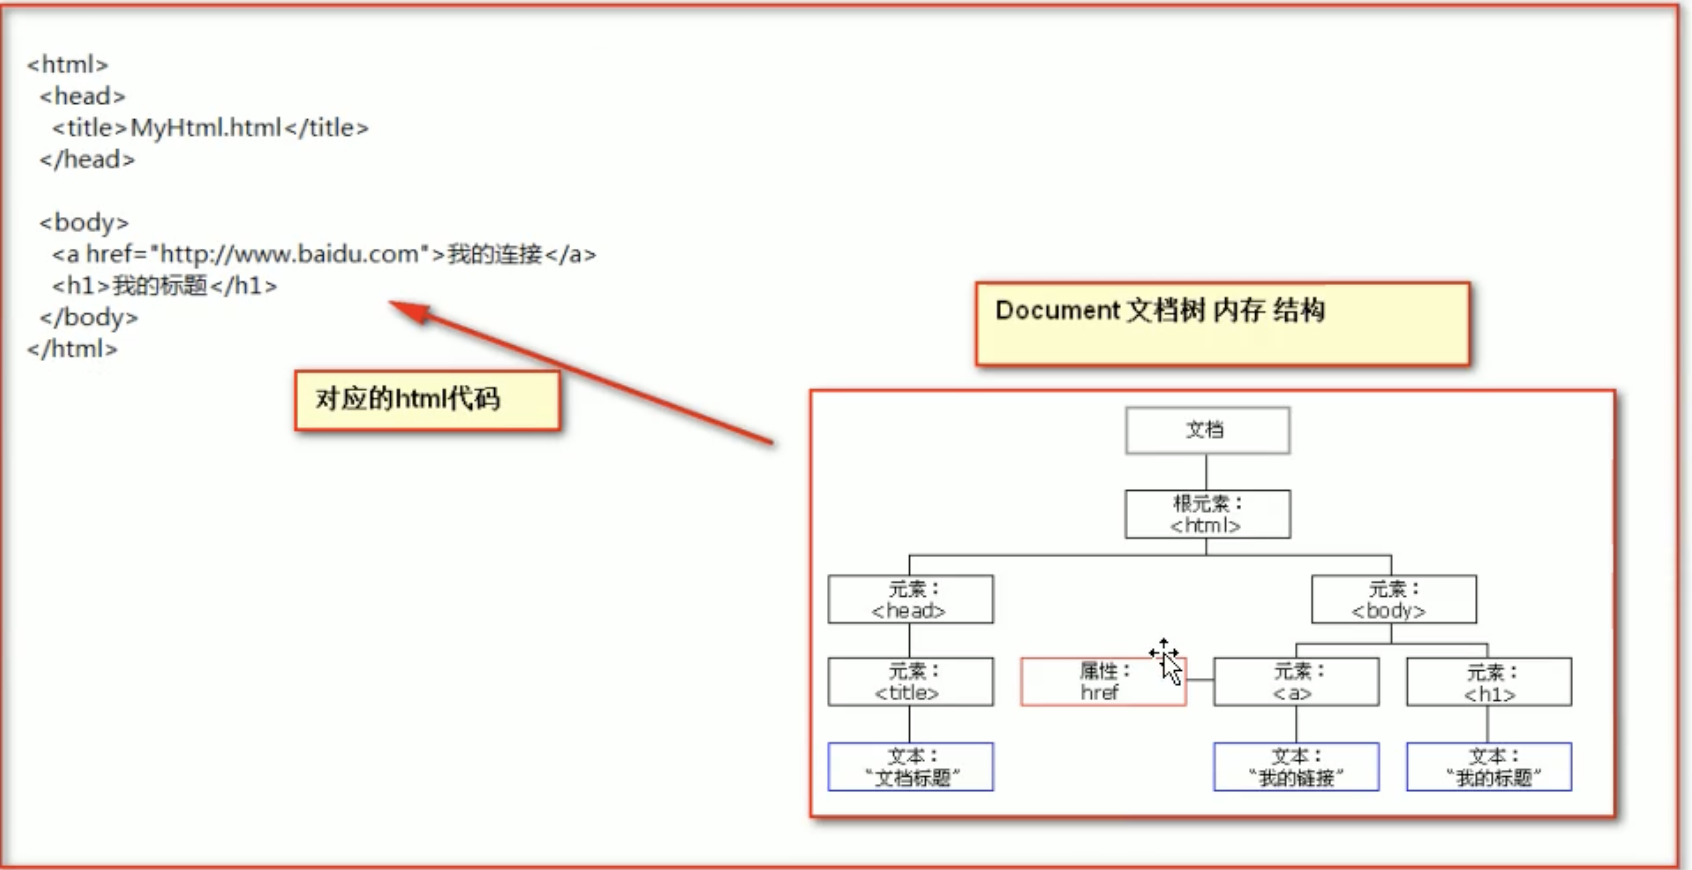 <html>
<head>
<title>MyHtml.html</title>
</head>
<body>
<a href="http://www.baidu.com">我的连接</a>
<h1>我的标题</h1>
</body>
</html>
对应的html代码
Document 文档树 内存 结构
文档
根元素：
<html>
元素：
<head>
元素：
<body>
元素：
<title>
属性：
href
元素：
<a>
元素：
<h1>
文本：
“文档标题”
文本：
“我的链接”
文本：
“我的标题”